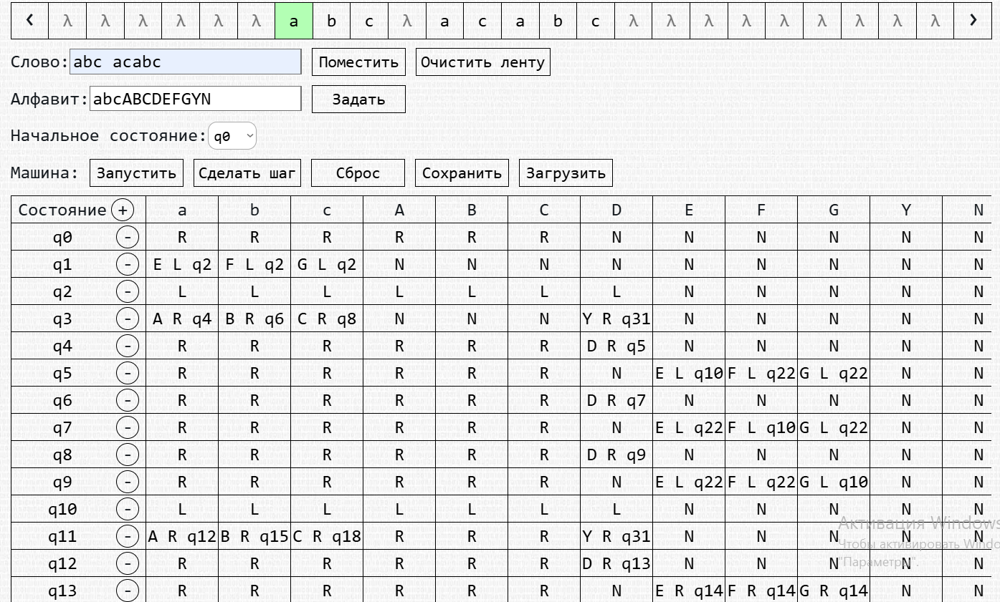 < λ λ λ λ λ λ a b c λ a c a b c λ λ λ λ λ λ λ λ λ >
Слово: abc acabc Поместить Очистить ленту
Алфавит: abcABCDEFGYN Задать
Начальное состояние: q0
Машина: Запустить Сделать шаг Сброс Сохранить Загрузить
Состояние + a b c A B C D E F G Y N
q0 - R R R R R R N N N N N N
q1 - E L q2 F L q2 G L q2 N N N N N N N N N
q2 - L L L L L L L N N N N N
q3 - A R q4 B R q6 C R q8 N N N Y R q31 N N N N N
q4 - R R R R R R D R q5 N N N N N
q5 - R R R R R R N E L q10 F L q22 G L q22 N N
q6 - R R R R R R D R q7 N N N N N
q7 - R R R R R R N E L q22 F L q10 G L q22 N N
q8 - R R R R R R D R q9 N N N N N
q9 - R R R R R R N E L q22 F L q22 G L q10 N N
q10 - L L L L L L L N N N N N
q11 - A R q12 B R q15 C R q18 R R R Y R q31 N N N N N
q12 - R R R R R R D R q13 N N N N N
q13 - R R R R R R N E R q14 F R q14 G R q14 N N
Активация Windows
Чтобы активировать Windo
"Параметры".